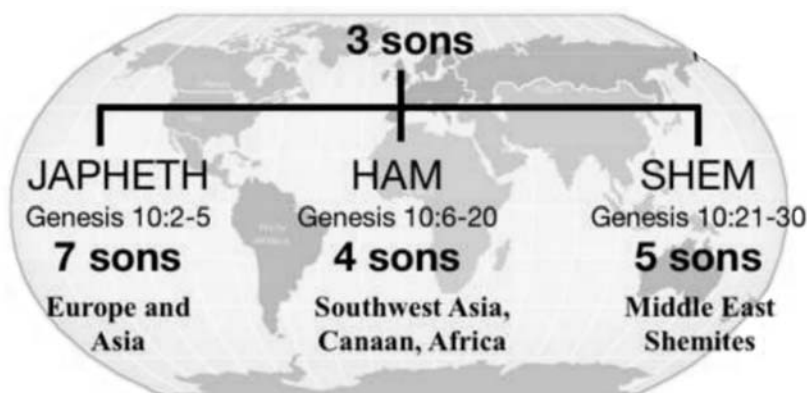 3 sons
JAPHETH
Genesis 10:2-5
7 sons
Europe and
Asia
HAM
Genesis 10:6-20
4 sons
Southwest Asia,
Canaan, Africa
SHEM
Genesis 10:21-30
5 sons
Middle East
Shemites